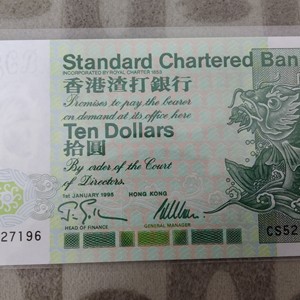 Standard Chartered Ban
INCORPORATED BY ROYAL CHARTER 1853
香港渣打銀行
Promises to pay the bearer
on demand at its office here
Ten Dollars
拾圓
By order of the Court
of Directors.
1st JANUARY 1995 HONG KONG
HEAD OF FINANCE GENERAL MANAGER
27196 CS52